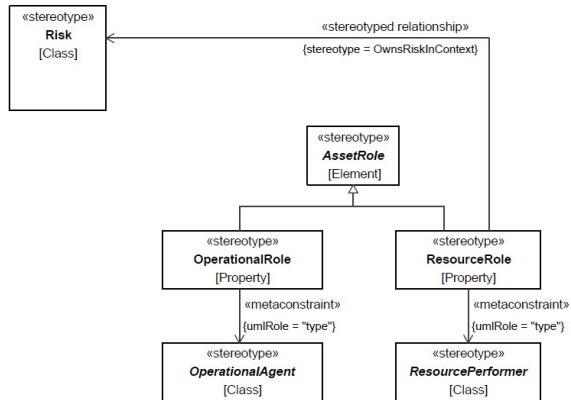 «stereotype»
Risk
[Class]
«stereotyped relationship»
{stereotype = OwnsRiskInContext}
«stereotype»
AssetRole
[Element]
«stereotype»
OperationalRole
[Property]
«stereotype»
ResourceRole
[Property]
«metaconstraint»
{umlRole = "type"}
«metaconstraint»
{umlRole = "type"}
«stereotype»
OperationalAgent
[Class]
«stereotype»
ResourcePerformer
[Class]